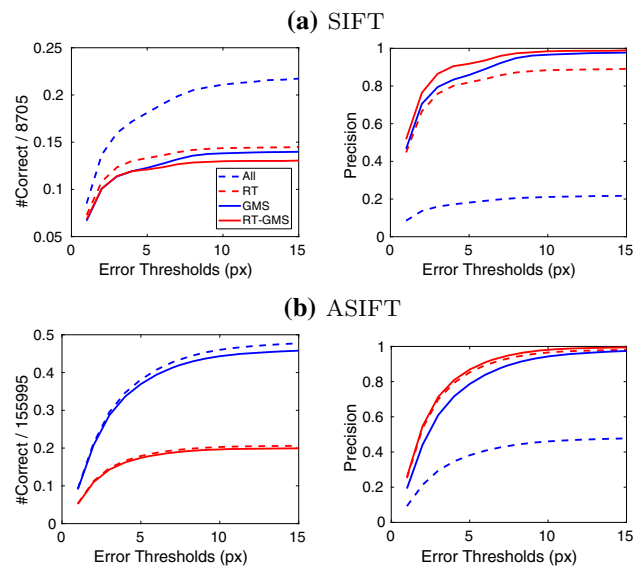 (a) SIFT
0.25
0.2
0.15
0.1
0.05
#Correct / 8705
0 5 10 15
Error Thresholds (px)
All
RT
GMS
RT-GMS
1
0.8
0.6
0.4
0.2
0
Precision
0 5 10 15
Error Thresholds (px)
(b) ASIFT
0.5
0.4
0.3
0.2
0.1
0
#Correct / 155995
0 5 10 15
Error Thresholds (px)
1
0.8
0.6
0.4
0.2
0
Precision
0 5 10 15
Error Thresholds (px)